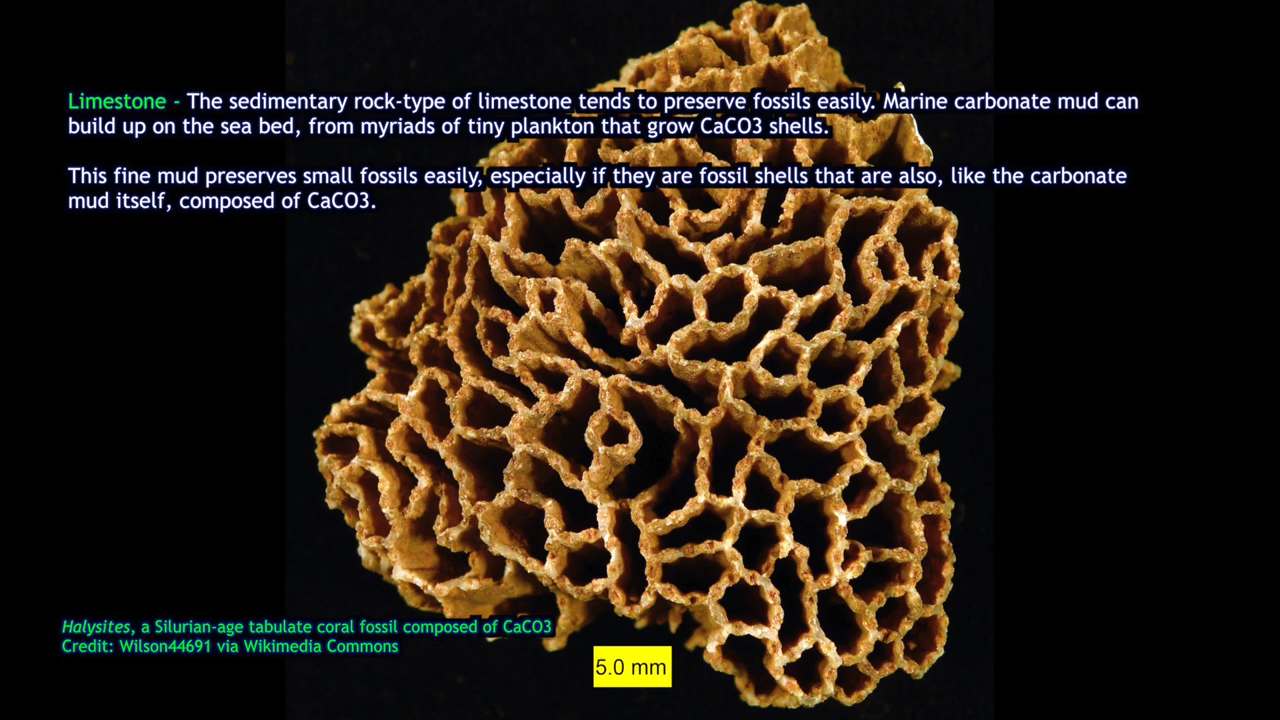 Limestone - The sedimentary rock-type of limestone tends to preserve fossils easily. Marine carbonate mud can
build up on the sea bed, from myriads of tiny plankton that grow CaCO3 shells.
This fine mud preserves small fossils easily, especially if they are fossil shells that are also, like the carbonate
mud itself, composed of CaCO3.
Halysites, a Silurian-age tabulate coral fossil composed of CaCO3
Credit: Wilson44691 via Wikimedia Commons
5.0 mm